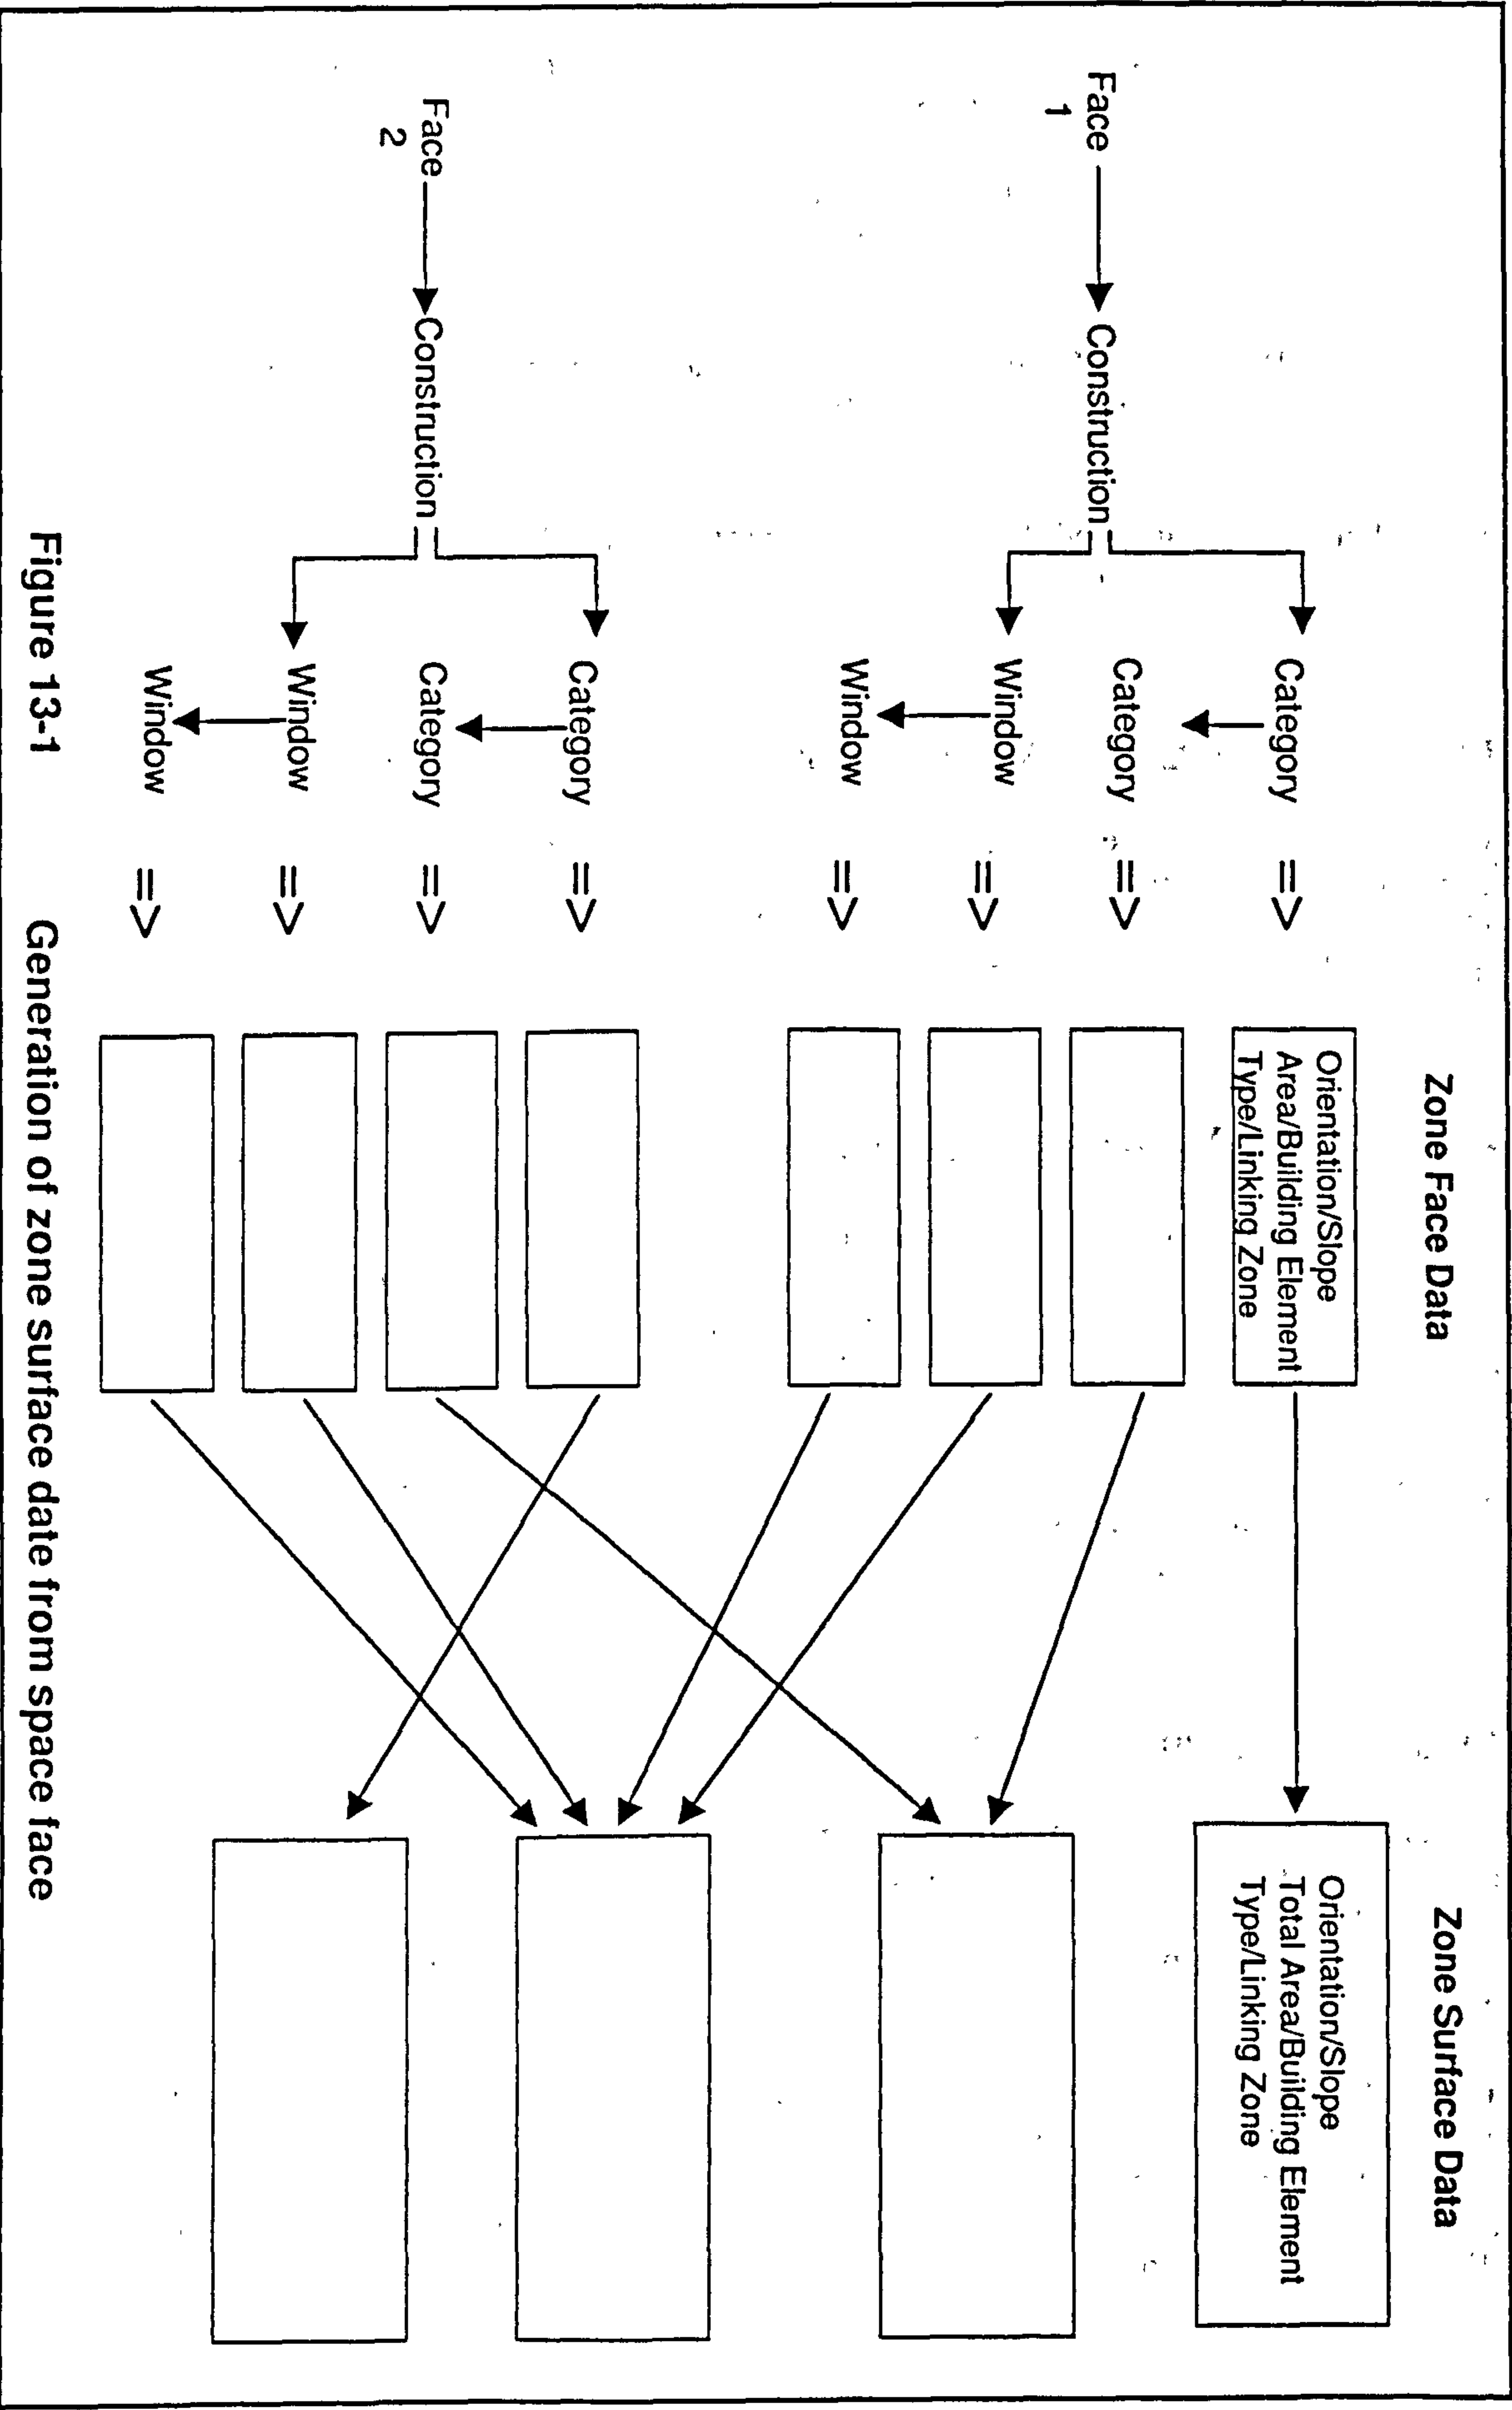 Zone Face Data
Zone Surface Data
Face
1
Construction
Category
=>
Orientation/Slope
Area/Building Element
Type/Linking Zone
Orientation/Slope
Total Area/Building Element
Type/Linking Zone
Category
=>
Window
=>
Window
=>
Face
2
Construction
Category
=>
Category
=>
Window
=>
Window
=>
Figure 13-1 Generation of zone surface date from space face